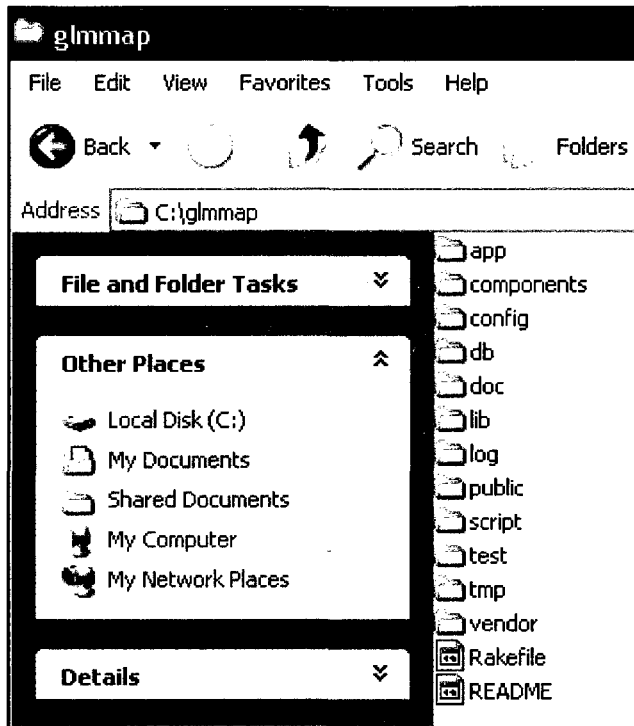 glmmap
File Edit View Favorites Tools Help
Back Search Folders
Address C:\glmmap
File and Folder Tasks
Other Places
Local Disk (C:)
My Documents
Shared Documents
My Computer
My Network Places
Details
app
components
config
db
doc
lib
log
public
script
test
tmp
vendor
Rakefile
README